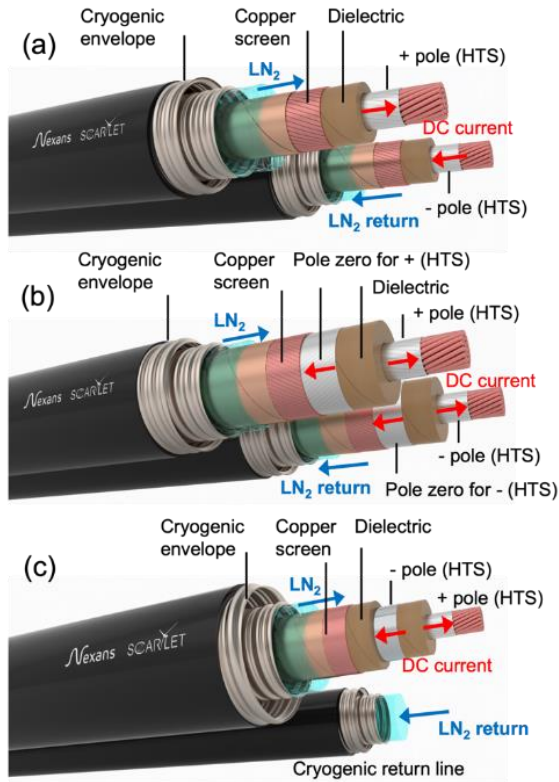 (a)
Cryogenic
envelope
Copper
screen
Dielectric
+ pole (HTS)
LN2
DC current
Nexans SCARLET
LN2 return
- pole (HTS)
(b)
Cryogenic
envelope
Copper
screen
Pole zero for + (HTS)
Dielectric
+ pole (HTS)
LN2
DC current
Nexans SCARLET
- pole (HTS)
LN2 return
Pole zero for - (HTS)
(c)
Cryogenic
envelope
Copper
screen
Dielectric
- pole (HTS)
+ pole (HTS)
LN2
DC current
Nexans SCARLET
LN2 return
Cryogenic return line